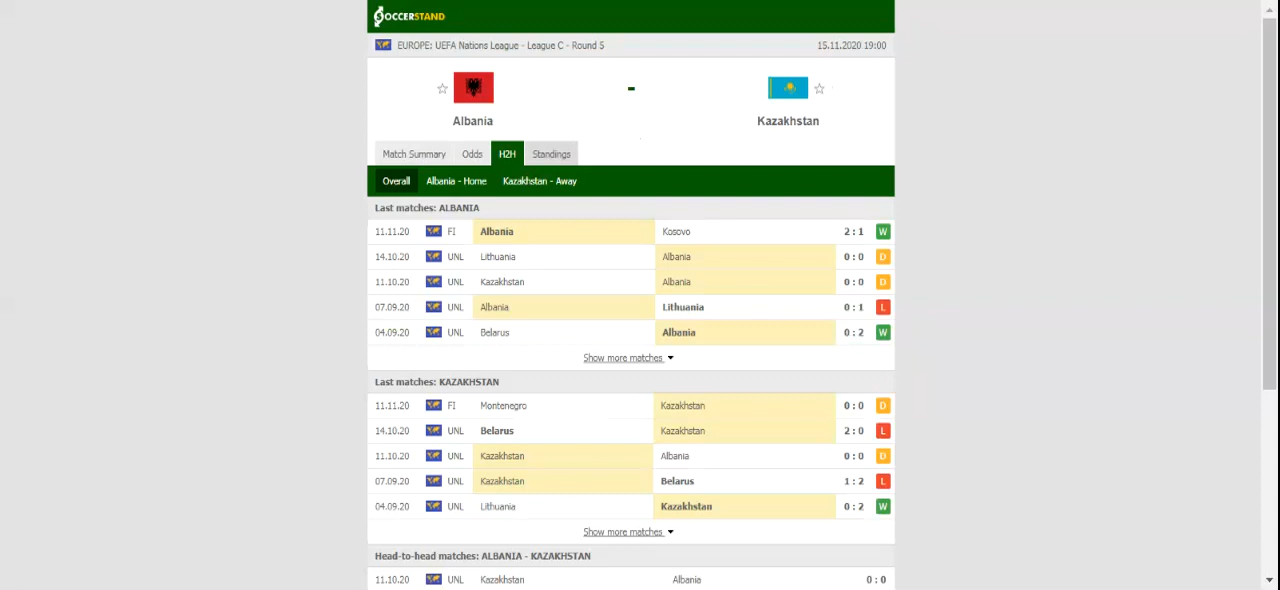 SOCCERSTAND
EUROPE: UEFA Nations League - League C - Round 5 15.11.2020 19:00
-
Albania Kazakhstan
Match Summary Odds H2H Standings
Overall Albania - Home Kazakhstan - Away
Last matches: ALBANIA
11.11.20 FI Albania Kosovo 2 : 1 W
14.10.20 UNL Lithuania Albania 0 : 0 D
11.10.20 UNL Kazakhstan Albania 0 : 0 D
07.09.20 UNL Albania Lithuania 0 : 1 L
04.09.20 UNL Belarus Albania 0 : 2 W
Show more matches
Last matches: KAZAKHSTAN
11.11.20 FI Montenegro Kazakhstan 0 : 0 D
14.10.20 UNL Belarus Kazakhstan 2 : 0 L
11.10.20 UNL Kazakhstan Albania 0 : 0 D
07.09.20 UNL Kazakhstan Belarus 1 : 2 L
04.09.20 UNL Lithuania Kazakhstan 0 : 2 W
Show more matches
Head-to-head matches: ALBANIA - KAZAKHSTAN
11.10.20 UNL Kazakhstan Albania 0 : 0